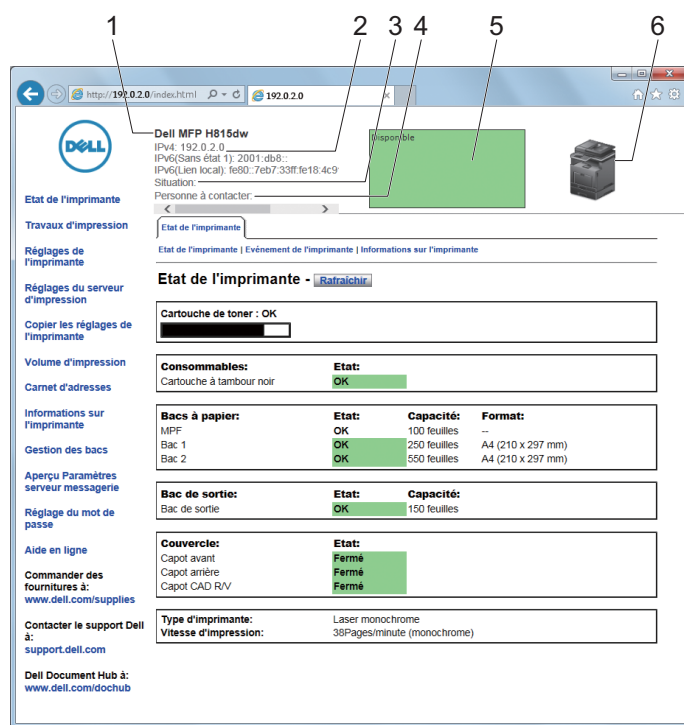 1 2 3 4 5 6
http://192.0.2.0/index.html
192.0.2.0
DELL
Dell MFP H815dw
IPv4: 192.0.2.0
IPv6(Sans état 1): 2001:db8::
IPv6(Lien local): fe80::7eb7:33ff:fe18:4c9
Situation:
Personne à contacter:
Disponible
Etat de l'imprimante
Travaux d'impression
Réglages de
l'imprimante
Réglages du serveur
d'impression
Copier les réglages de
l'imprimante
Volume d'impression
Carnet d'adresses
Informations sur
l'imprimante
Gestion des bacs
Aperçu Paramètres
serveur messagerie
Réglage du mot de
passe
Aide en ligne
Commander des
fournitures à:
www.dell.com/supplies
Contacter le support Dell
à:
support.dell.com
Dell Document Hub à:
www.dell.com/dochub
Etat de l'imprimante
Etat de l'imprimante | Evénement de l'imprimante | Informations sur l'imprimante
Etat de l'imprimante - Rafraîchir
Cartouche de toner : OK
Consommables: Etat:
Cartouche à tambour noir OK
Bacs à papier: Etat: Capacité: Format:
MPF OK 100 feuilles --
Bac 1 OK 250 feuilles A4 (210 x 297 mm)
Bac 2 OK 550 feuilles A4 (210 x 297 mm)
Bac de sortie: Etat: Capacité:
Bac de sortie OK 150 feuilles
Couvercle: Etat:
Capot avant Fermé
Capot arrière Fermé
Capot CAD R/V Fermé
Type d'imprimante: Laser monochrome
Vitesse d'impression: 38Pages/minute (monochrome)